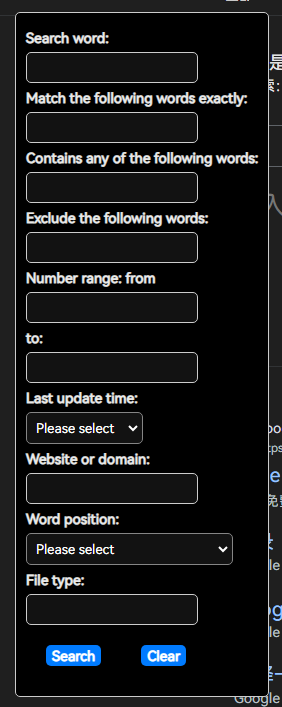 Search word:
Match the following words exactly:
Contains any of the following words:
Exclude the following words:
Number range: from
to:
Last update time:
Please select
Website or domain:
Word position:
Please select
File type:
Search
Clear